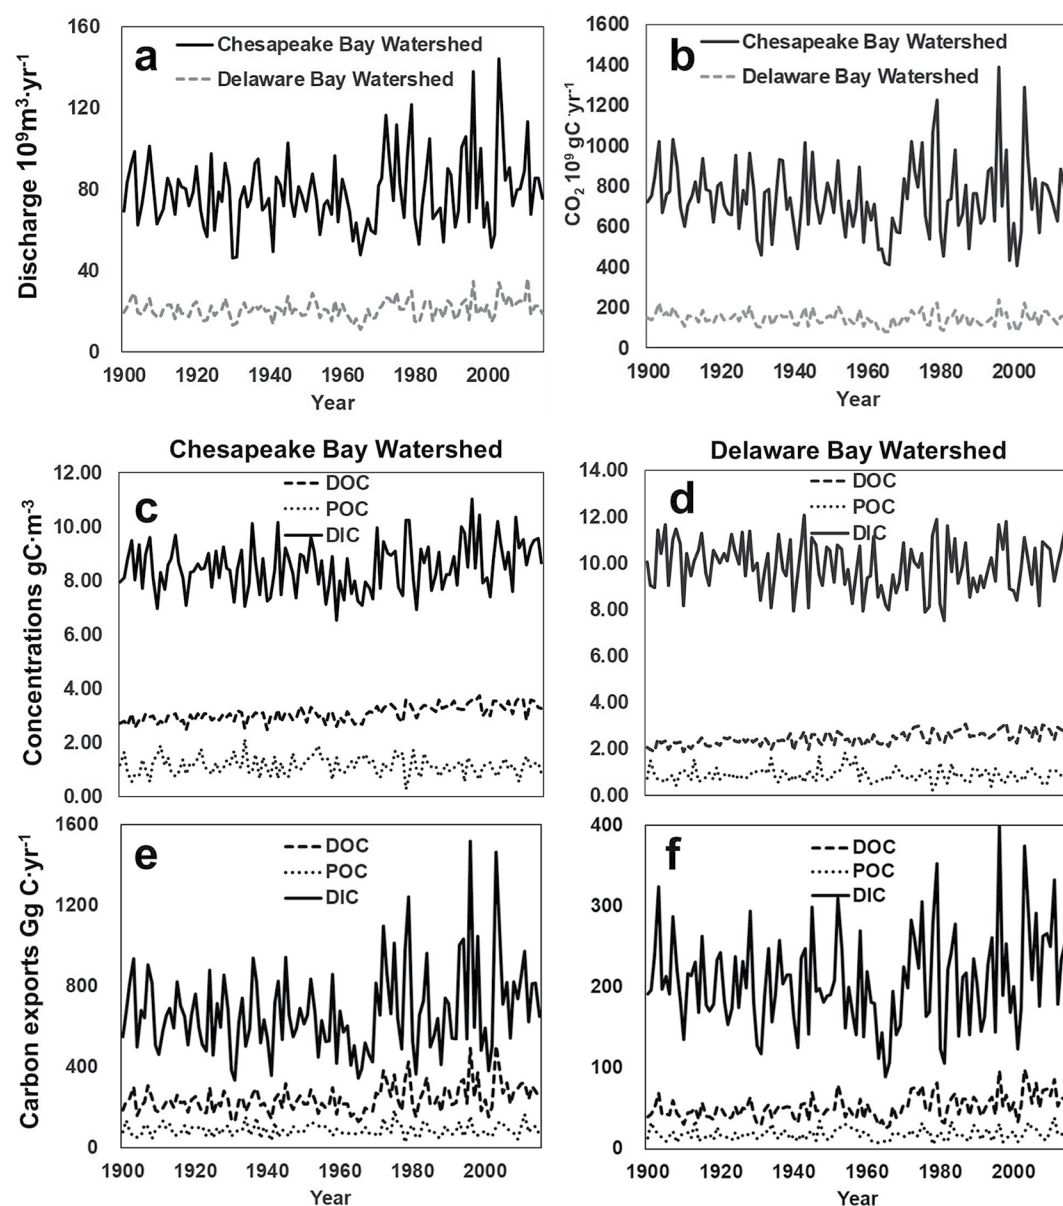 a
Chesapeake Bay Watershed
Delaware Bay Watershed
Discharge 10⁹m³·yr⁻¹
160
120
80
40
0
1900 1920 1940 1960 1980 2000
Year
b
Chesapeake Bay Watershed
Delaware Bay Watershed
CO₂ 10⁹ gC·yr⁻¹
1600
1400
1200
1000
800
600
400
200
0
1900 1920 1940 1960 1980 2000
Year
Chesapeake Bay Watershed
c
DOC
POC
DIC
Concentrations gC·m⁻³
12.00
10.00
8.00
6.00
4.00
2.00
0.00
Delaware Bay Watershed
d
DOC
POC
DIC
14.00
12.00
10.00
8.00
6.00
4.00
2.00
0.00
e
DOC
POC
DIC
Carbon exports Gg C·yr⁻¹
1600
1200
800
400
0
1900 1920 1940 1960 1980 2000
Year
f
DOC
POC
DIC
400
300
200
100
0
1900 1920 1940 1960 1980 2000
Year